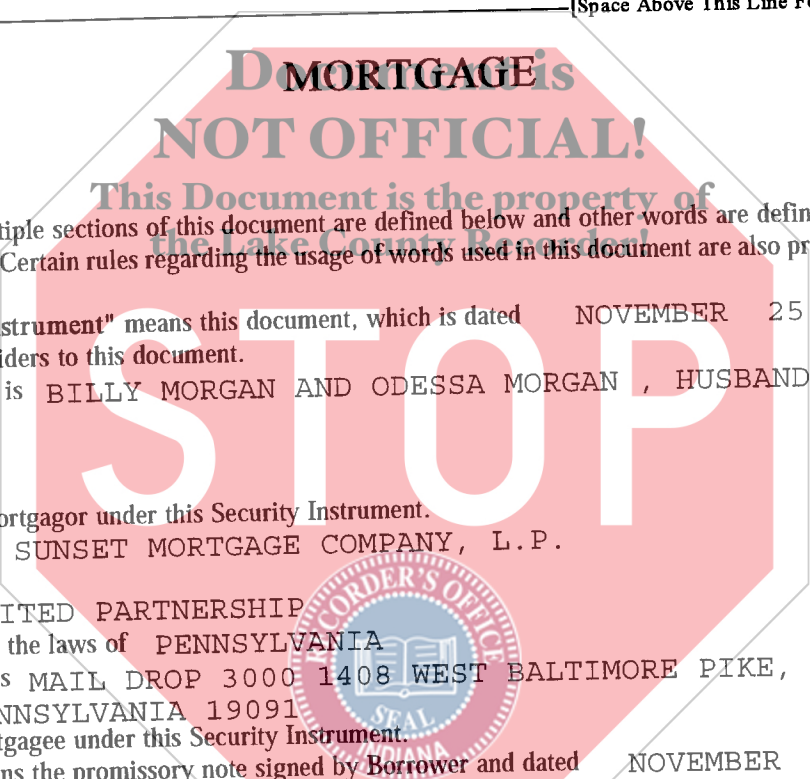 [Space Above This Line F
MORTGAGE
Document is
NOT OFFICIAL!
This Document is the property of
the Lake County Recorder!
tiple sections of this document are defined below and other words are defin
Certain rules regarding the usage of words used in this document are also pr
strument" means this document, which is dated NOVEMBER 25
iders to this document.
is BILLY MORGAN AND ODESSA MORGAN , HUSBAND
STOP
ortgagor under this Security Instrument.
SUNSET MORTGAGE COMPANY, L.P.
ITED PARTNERSHIP
the laws of PENNSYLVANIA
s MAIL DROP 3000 1408 WEST BALTIMORE PIKE,
NNSYLVANIA 19091
tgagee under this Security Instrument.
ns the promissory note signed by Borrower and dated NOVEMBER
RECORDER'S OFFICE
SEAL
INDIANA